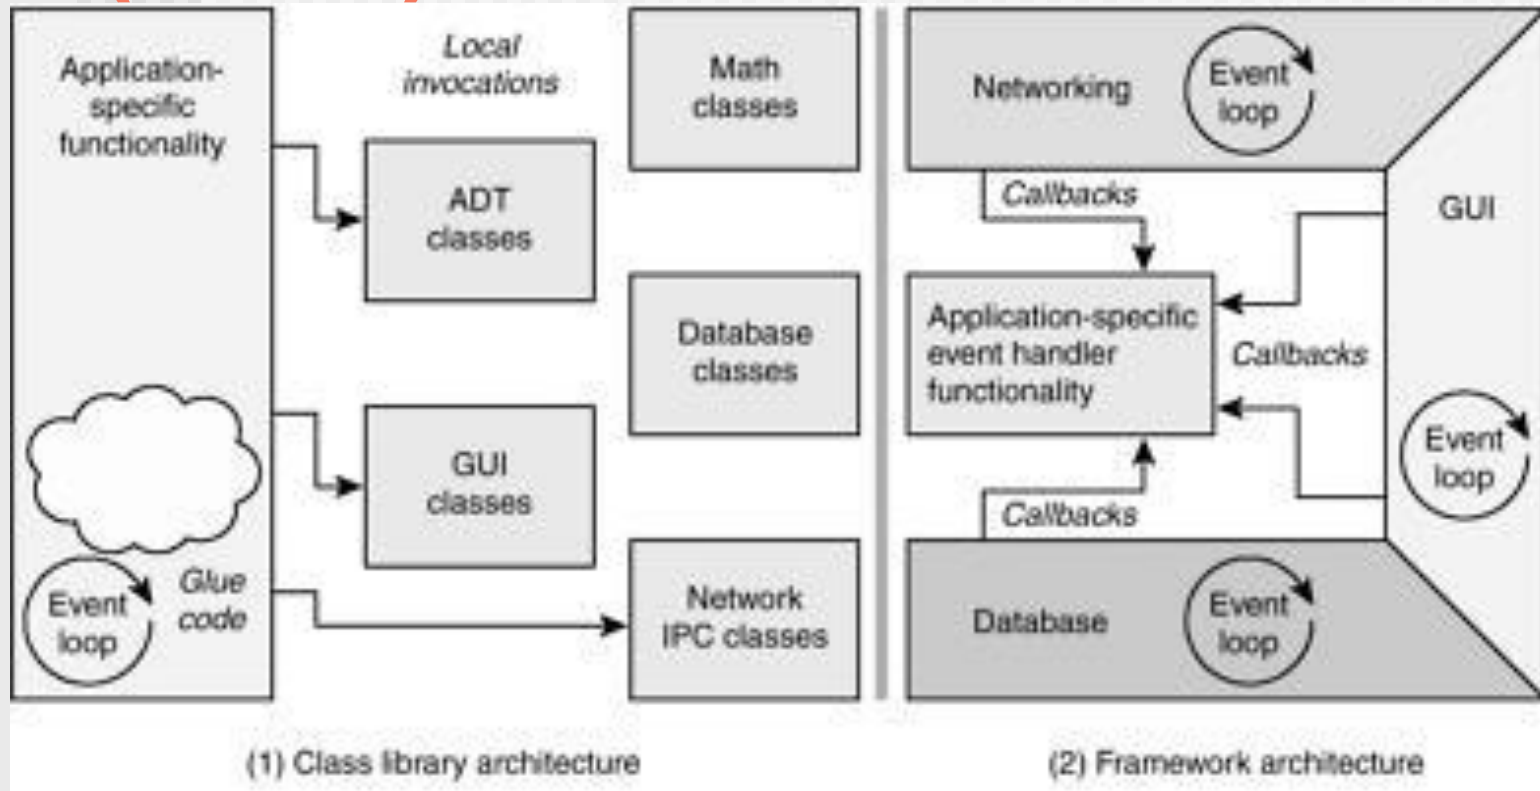 Application-
specific
functionality
Local
invocations
Math
classes
ADT
classes
Database
classes
GUI
classes
Event
loop
Glue
code
Network
IPC classes
(1) Class library architecture
Networking
Event
loop
Callbacks
GUI
Application-specific
event handler
functionality
Callbacks
Event
loop
Callbacks
Database
Event
loop
(2) Framework architecture